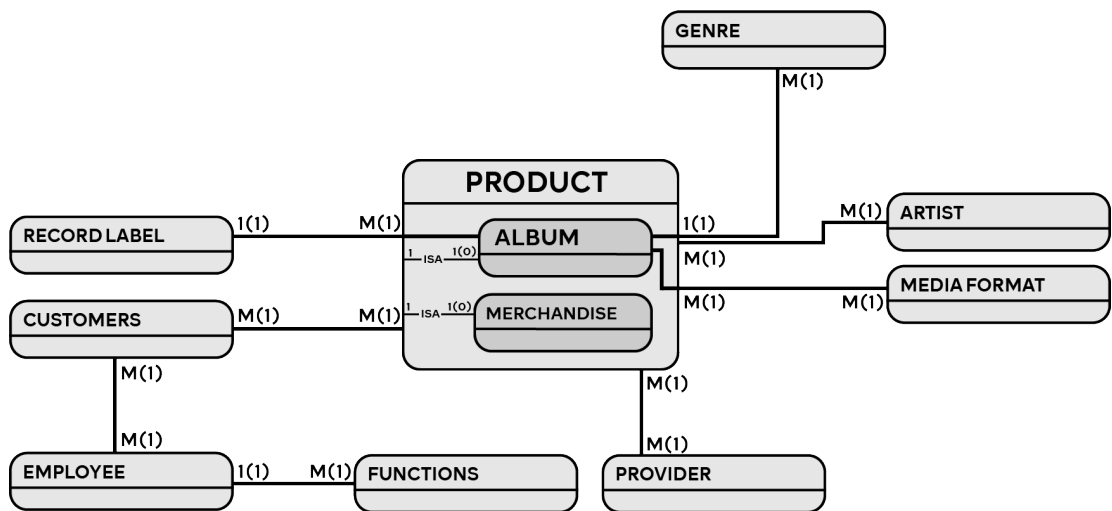 GENRE
M(1)
PRODUCT
RECORD LABEL
1(1)
M(1)
ALBUM
1(1)
M(1)
ARTIST
1 ISA 1(0)
M(1)
MEDIA FORMAT
M(1)
M(1)
CUSTOMERS
M(1)
M(1)
1 ISA 1(0)
MERCHANDISE
M(1)
M(1)
M(1)
M(1)
EMPLOYEE
1(1)
M(1)
FUNCTIONS
PROVIDER